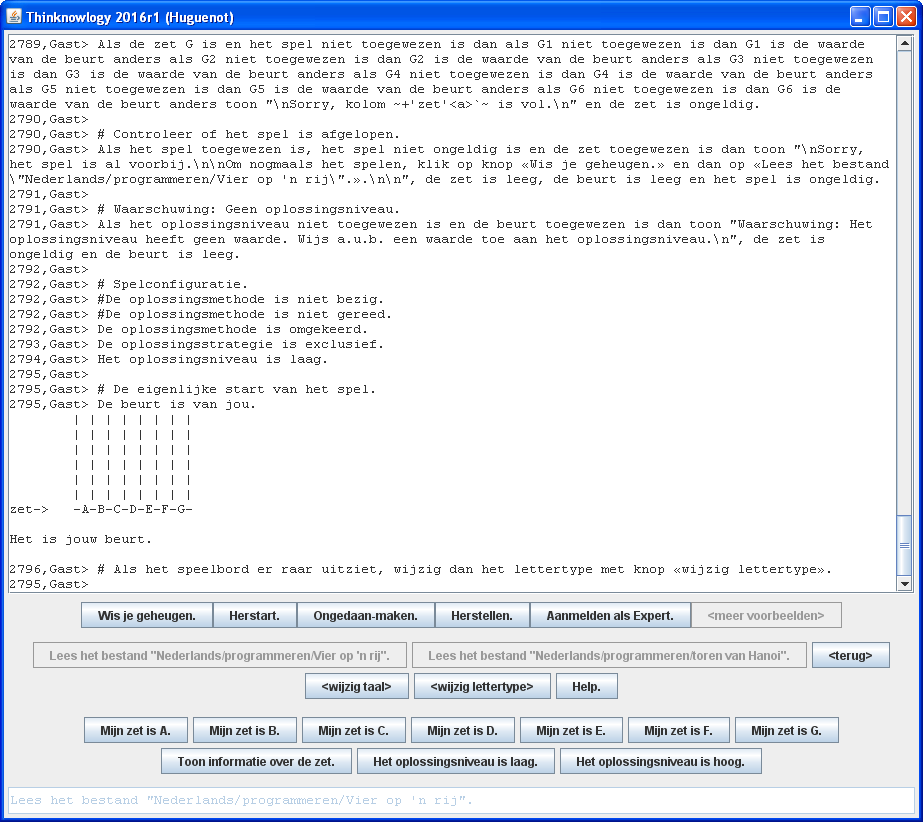 Thinknowlogy 2016r1 (Huguenot)
2789,Gast> Als de zet G is en het spel niet toegewezen is dan als G1 niet toegewezen is dan G1 is de waarde
van de beurt anders als G2 niet toegewezen is dan G2 is de waarde van de beurt anders als G3 niet toegewezen
is dan G3 is de waarde van de beurt anders als G4 niet toegewezen is dan G4 is de waarde van de beurt anders
als G5 niet toegewezen is dan G5 is de waarde van de beurt anders als G6 niet toegewezen is dan G6 is de
waarde van de beurt anders toon "\nSorry, kolom ~+'zet'<a>`~ is vol.\n" en de zet is ongeldig.
2790,Gast>
2790,Gast> # Controleer of het spel is afgelopen.
2790,Gast> Als het spel toegewezen is, het spel niet ongeldig is en de zet toegewezen is dan toon "\nSorry,
het spel is al voorbij.\n\nOm nogmaals het spelen, klik op knop «Wis je geheugen.» en dan op «Lees het bestand
\"Nederlands/programmeren/Vier op 'n rij\".».\n\n", de zet is leeg, de beurt is leeg en het spel is ongeldig.
2791,Gast>
2791,Gast> # Waarschuwing: Geen oplossingsniveau.
2791,Gast> Als het oplossingsniveau niet toegewezen is en de beurt toegewezen is dan toon "Waarschuwing: Het
oplossingsniveau heeft geen waarde. Wijs a.u.b. een waarde toe aan het oplossingsniveau.\n", de zet is
ongeldig en de beurt is leeg.
2792,Gast>
2792,Gast> # Spelconfiguratie.
2792,Gast> #De oplossingsmethode is niet bezig.
2792,Gast> #De oplossingsmethode is niet gereed.
2792,Gast> De oplossingsmethode is omgekeerd.
2793,Gast> De oplossingsstrategie is exclusief.
2794,Gast> Het oplossingsniveau is laag.
2795,Gast>
2795,Gast> # De eigenlijke start van het spel.
2795,Gast> De beurt is van jou.
| | | | | | | |
| | | | | | | |
| | | | | | | |
| | | | | | | |
| | | | | | | |
| | | | | | | |
zet-> -A-B-C-D-E-F-G-
Het is jouw beurt.
2796,Gast> # Als het speelbord er raar uitziet, wijzig dan het lettertype met knop «wijzig lettertype».
2795,Gast>
Wis je geheugen. Herstart. Ongedaan-maken. Herstellen. Aanmelden als Expert. <meer voorbeelden>
Lees het bestand "Nederlands/programmeren/Vier op 'n rij". Lees het bestand "Nederlands/programmeren/toren van Hanoi". <terug>
<wijzig taal> <wijzig lettertype> Help.
Mijn zet is A. Mijn zet is B. Mijn zet is C. Mijn zet is D. Mijn zet is E. Mijn zet is F. Mijn zet is G.
Toon informatie over de zet. Het oplossingsniveau is laag. Het oplossingsniveau is hoog.
Lees het bestand "Nederlands/programmeren/Vier op 'n rij".